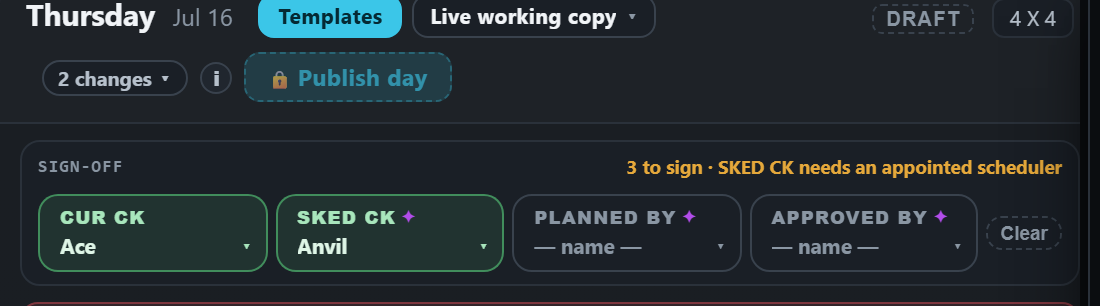 Thursday Jul 16 Templates Live working copy ▾ DRAFT 4 X 4
2 changes ▾ i 🔒 Publish day
SIGN-OFF 3 to sign · SKED CK needs an appointed scheduler
CUR CK SKED CK ✦ PLANNED BY ✦ APPROVED BY ✦
Ace ▾ Anvil ▾ — name — ▾ — name — ▾ Clear